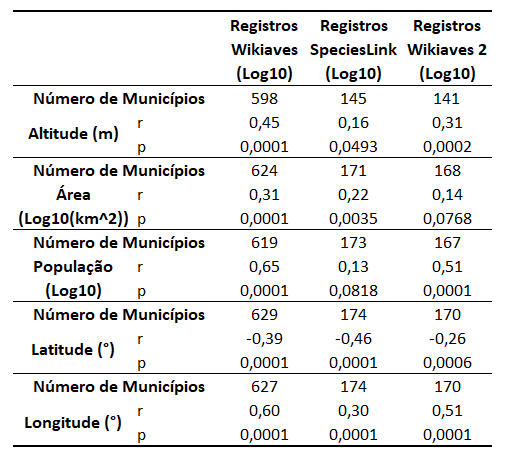 Registros Registros Registros
Wikiaves SpeciesLink Wikiaves 2
(Log10) (Log10) (Log10)
Número de Municípios 598 145 141
Altitude (m) r 0,45 0,16 0,31
p 0,0001 0,0493 0,0002
Número de Municípios 624 171 168
Área r 0,31 0,22 0,14
(Log10(km^2)) p 0,0001 0,0035 0,0768
Número de Municípios 619 173 167
População r 0,65 0,13 0,51
(Log10) p 0,0001 0,0818 0,0001
Número de Municípios 629 174 170
Latitude (°) r -0,39 -0,46 -0,26
p 0,0001 0,0001 0,0006
Número de Municípios 627 174 170
Longitude (°) r 0,60 0,30 0,51
p 0,0001 0,0001 0,0001